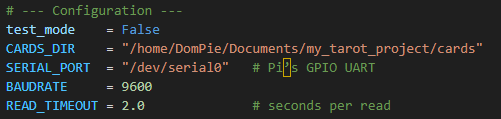 # --- Configuration ---
test_mode    = False
CARDS_DIR    = "/home/DomPie/Documents/my_tarot_project/cards"
SERIAL_PORT  = "/dev/serial0"   # Pi’s GPIO UART
BAUDRATE     = 9600
READ_TIMEOUT = 2.0              # seconds per read